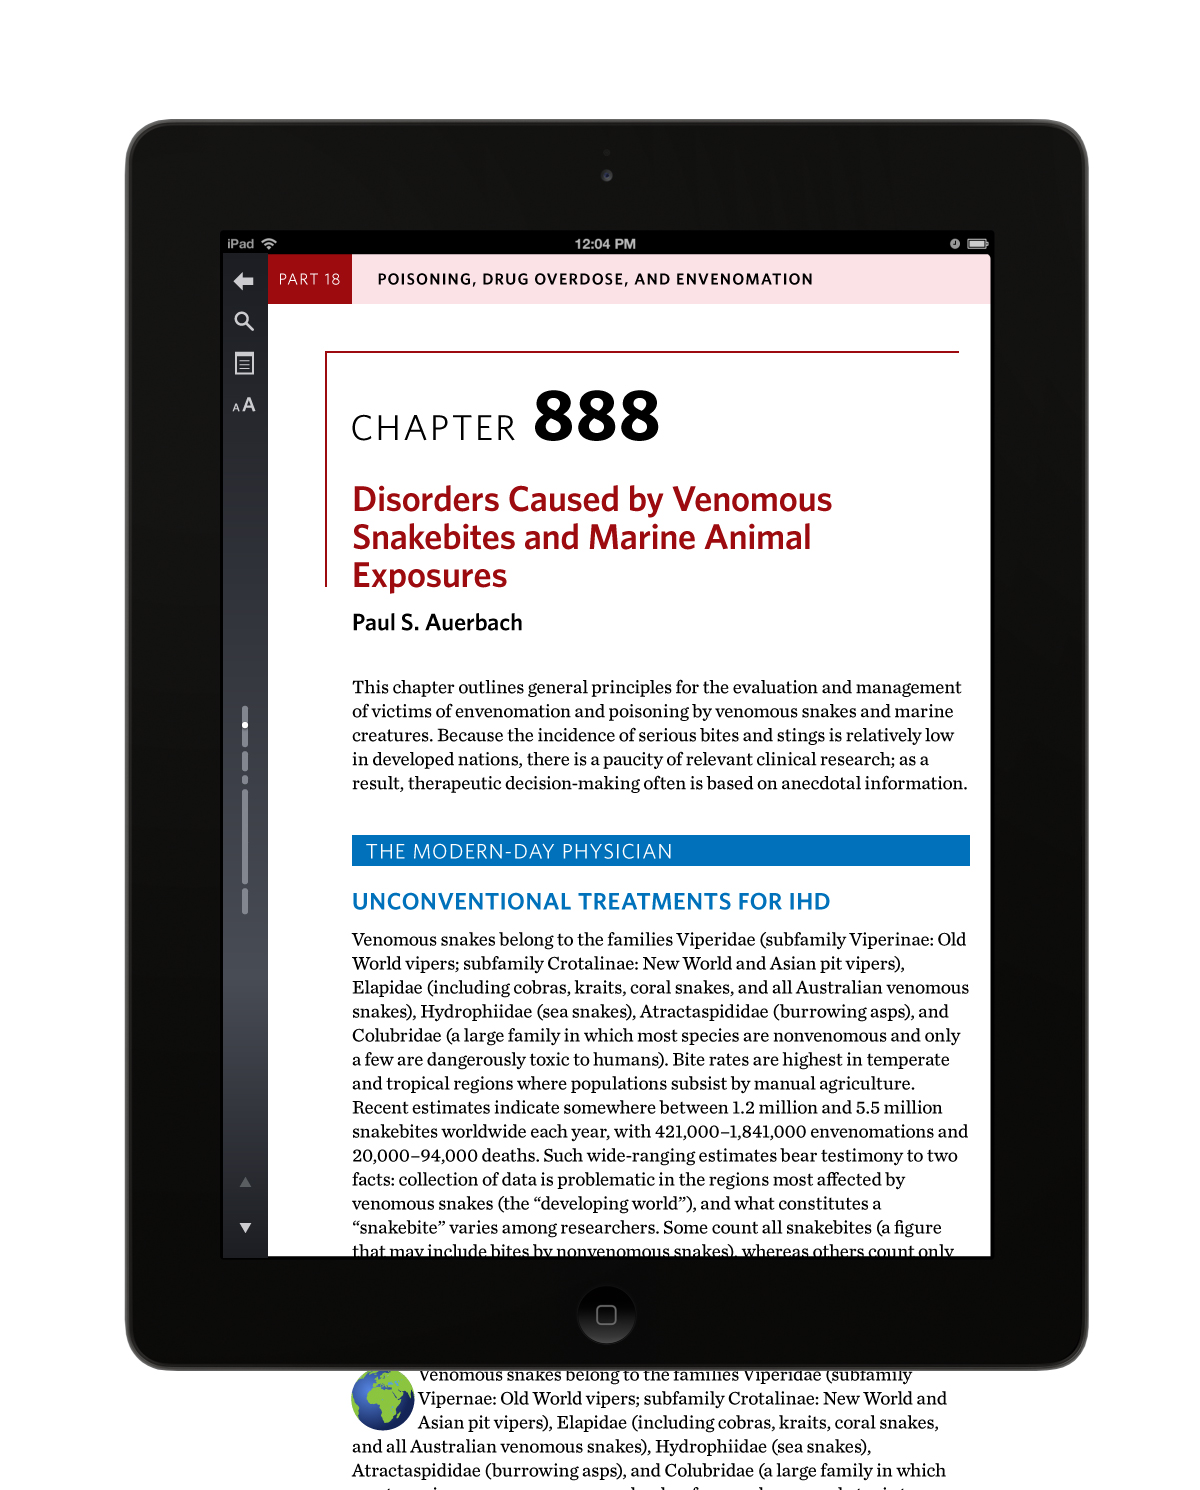 iPad 12:04 PM
PART 18 POISONING, DRUG OVERDOSE, AND ENVENOMATION
AA
CHAPTER 888
Disorders Caused by Venomous
Snakebites and Marine Animal
Exposures
Paul S. Auerbach
This chapter outlines general principles for the evaluation and management
of victims of envenomation and poisoning by venomous snakes and marine
creatures. Because the incidence of serious bites and stings is relatively low
in developed nations, there is a paucity of relevant clinical research; as a
result, therapeutic decision-making often is based on anecdotal information.
THE MODERN-DAY PHYSICIAN
UNCONVENTIONAL TREATMENTS FOR IHD
Venomous snakes belong to the families Viperidae (subfamily Viperinae: Old
World vipers; subfamily Crotalinae: New World and Asian pit vipers),
Elapidae (including cobras, kraits, coral snakes, and all Australian venomous
snakes), Hydrophiidae (sea snakes), Atractaspididae (burrowing asps), and
Colubridae (a large family in which most species are nonvenomous and only
a few are dangerously toxic to humans). Bite rates are highest in temperate
and tropical regions where populations subsist by manual agriculture.
Recent estimates indicate somewhere between 1.2 million and 5.5 million
snakebites worldwide each year, with 421,000–1,841,000 envenomations and
20,000–94,000 deaths. Such wide-ranging estimates bear testimony to two
facts: collection of data is problematic in the regions most affected by
venomous snakes (the “developing world”), and what constitutes a
“snakebite” varies among researchers. Some count all snakebites (a figure
that may include bites by nonvenomous snakes), whereas others count only
Venomous snakes belong to the families Viperidae (subfamily
Vipernae: Old World vipers; subfamily Crotalinae: New World and
Asian pit vipers), Elapidae (including cobras, kraits, coral snakes,
and all Australian venomous snakes), Hydrophiidae (sea snakes),
Atractaspididae (burrowing asps), and Colubridae (a large family in which